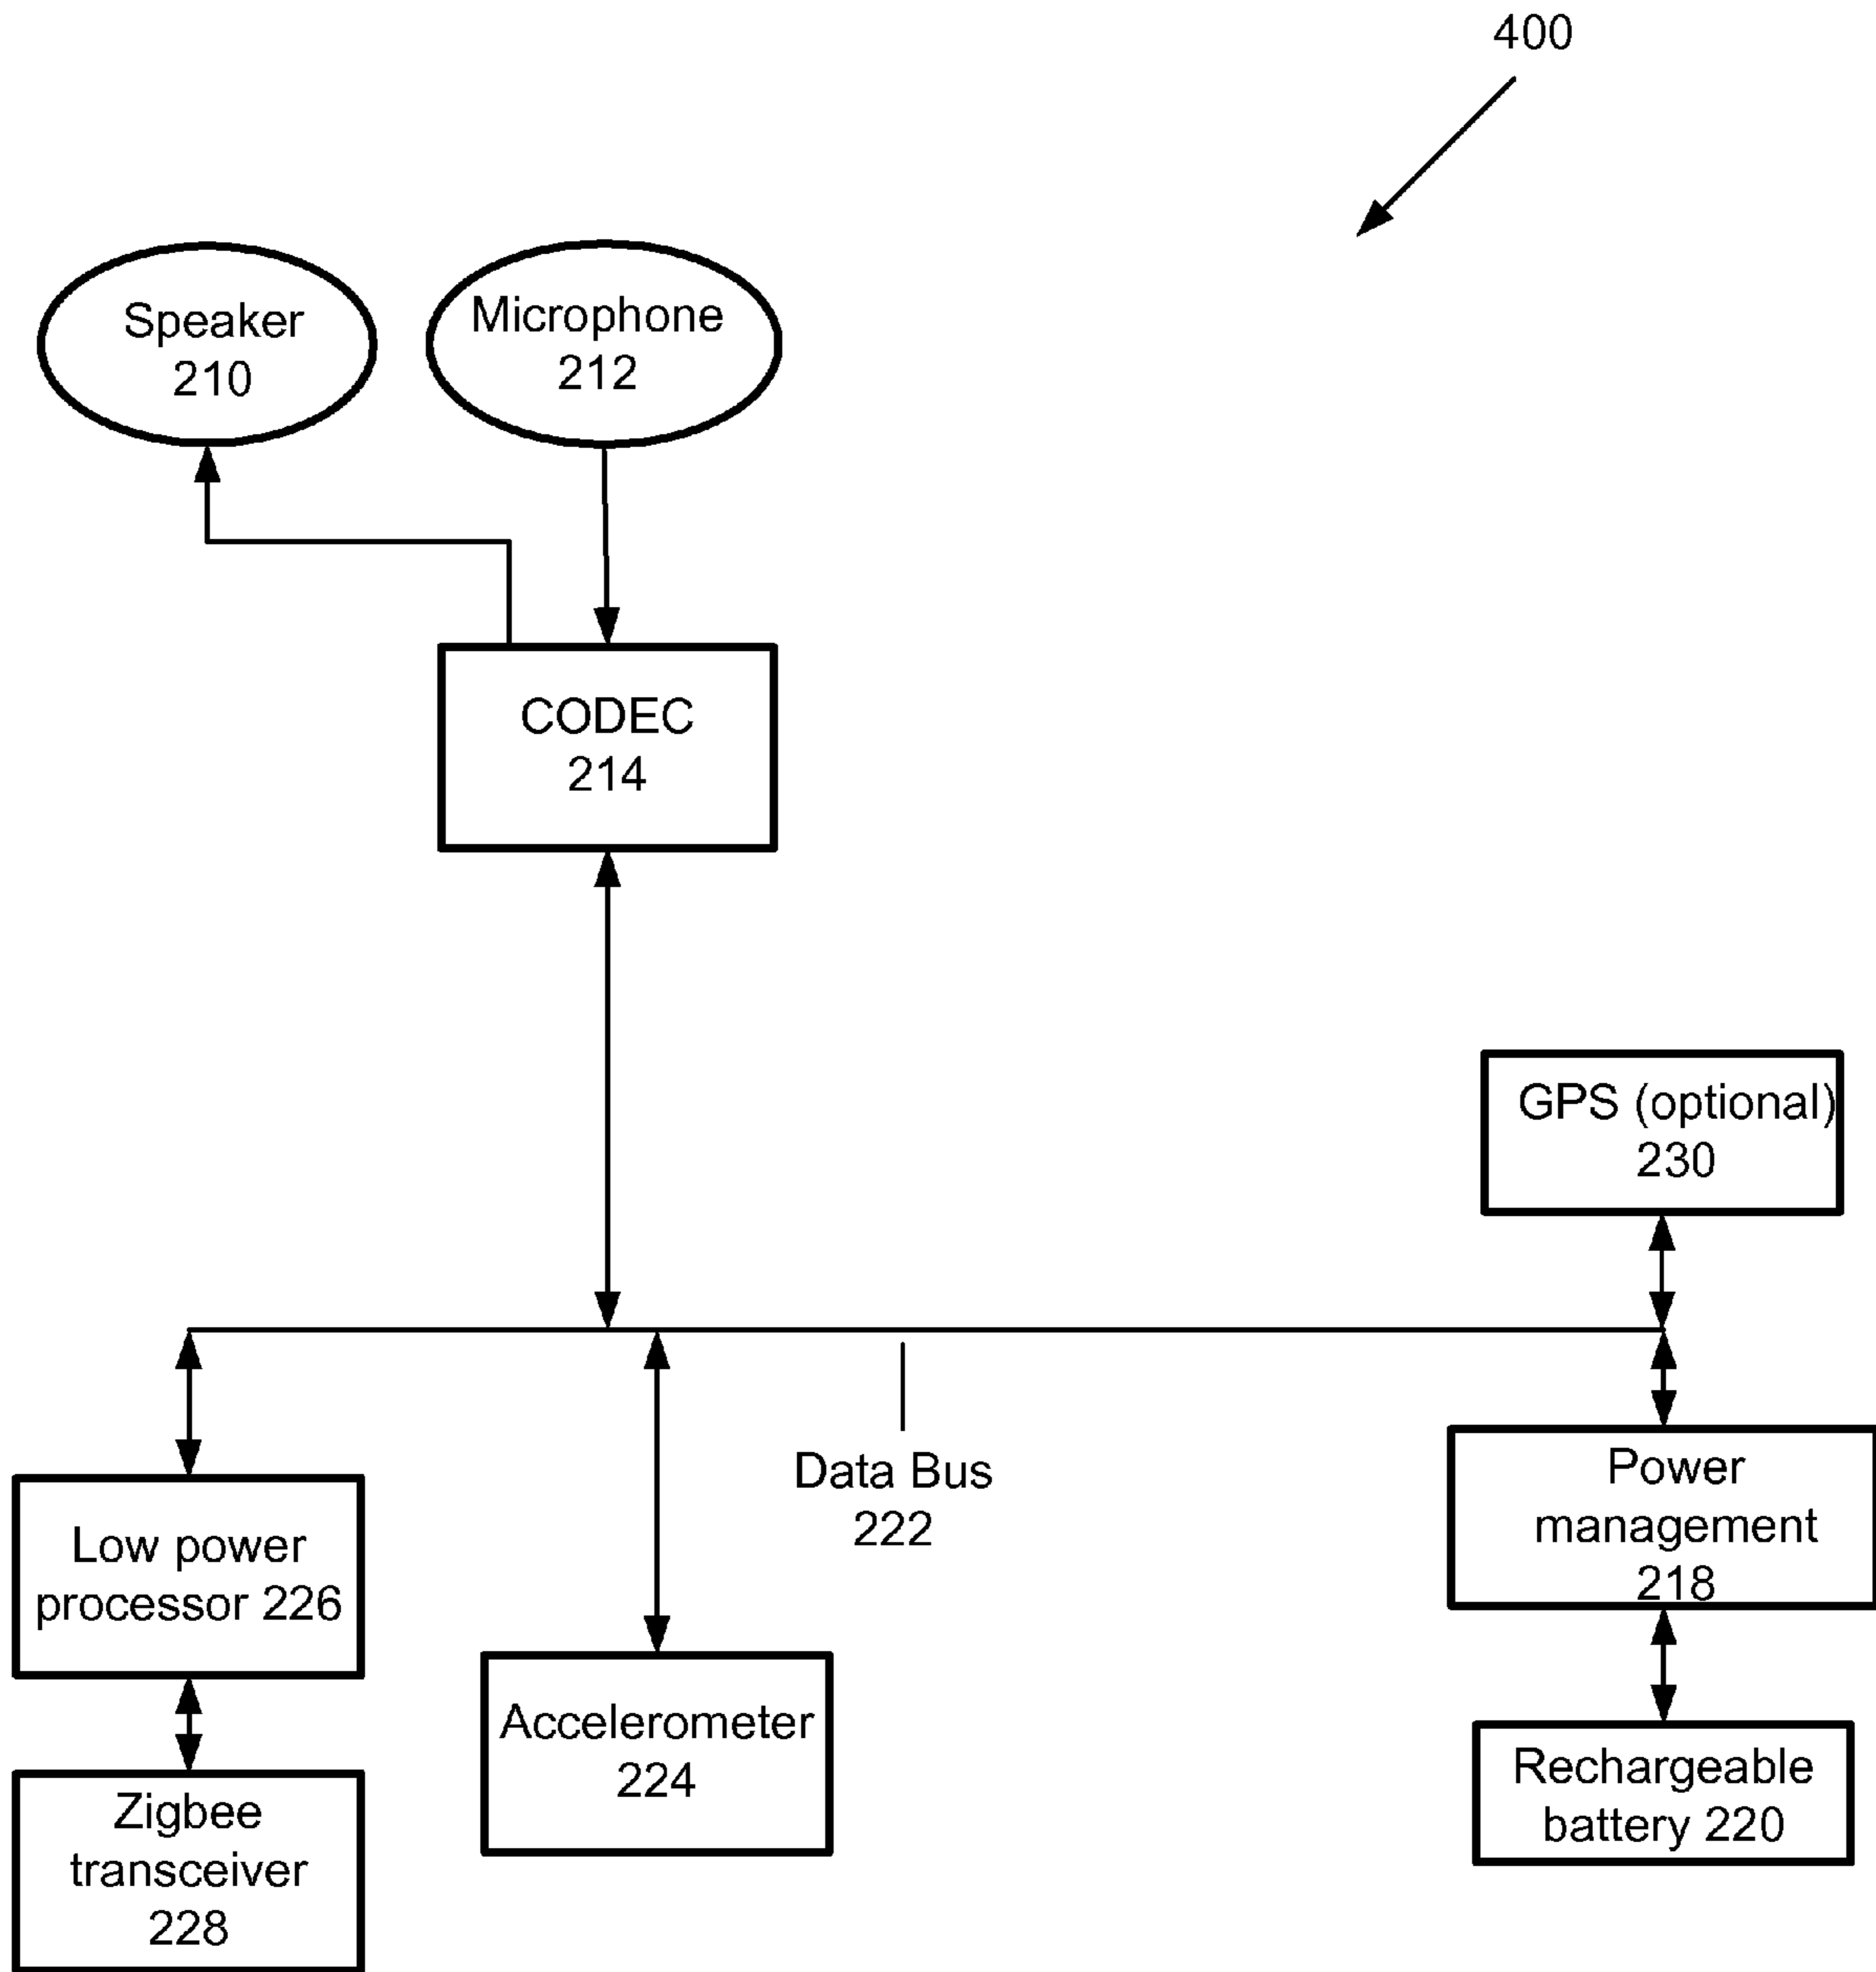 400
Speaker
210
Microphone
212
CODEC
214
GPS (optional)
230
Data Bus
222
Low power
processor 226
Accelerometer
224
Power
management
218
Zigbee
transceiver
228
Rechargeable
battery 220